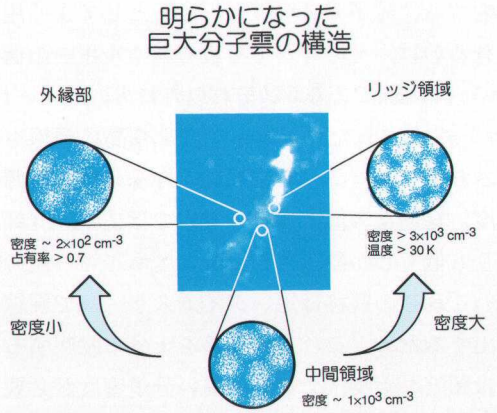 明らかになった
巨大分子雲の構造
外縁部
リッジ領域
密度 ~ 2×10² cm⁻³
占有率 > 0.7
密度 > 3×10³ cm⁻³
温度 > 30 K
密度小
密度大
中間領域
密度 ~ 1×10³ cm⁻³